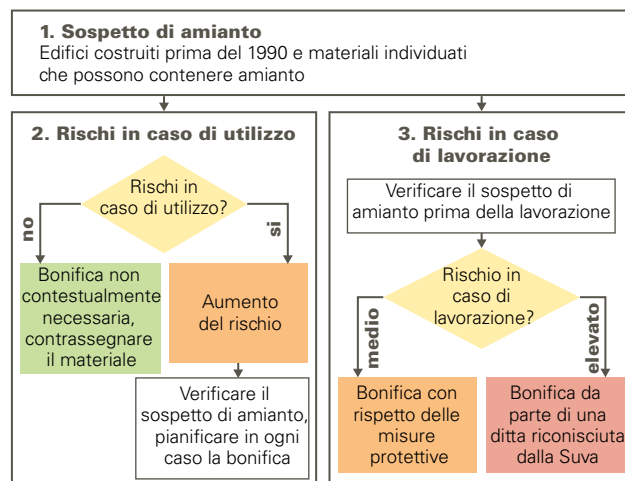 1. Sospetto di amianto
Edifici costruiti prima del 1990 e materiali individuati
che possono contenere amianto
2. Rischi in caso di utilizzo
Rischi in
caso di utilizzo?
no
si
Bonifica non
contestualmente
necessaria,
contrassegnare
il materiale
Aumento
del rischio
Verificare il
sospetto di amianto,
pianificare in ogni
caso la bonifica
3. Rischi in caso
di lavorazione
Verificare il sospetto di
amianto prima della lavorazione
Rischio in
caso di
lavorazione?
medio
elevato
Bonifica con
rispetto delle
misure
protettive
Bonifica da
parte di una
ditta riconisciuta
dalla Suva